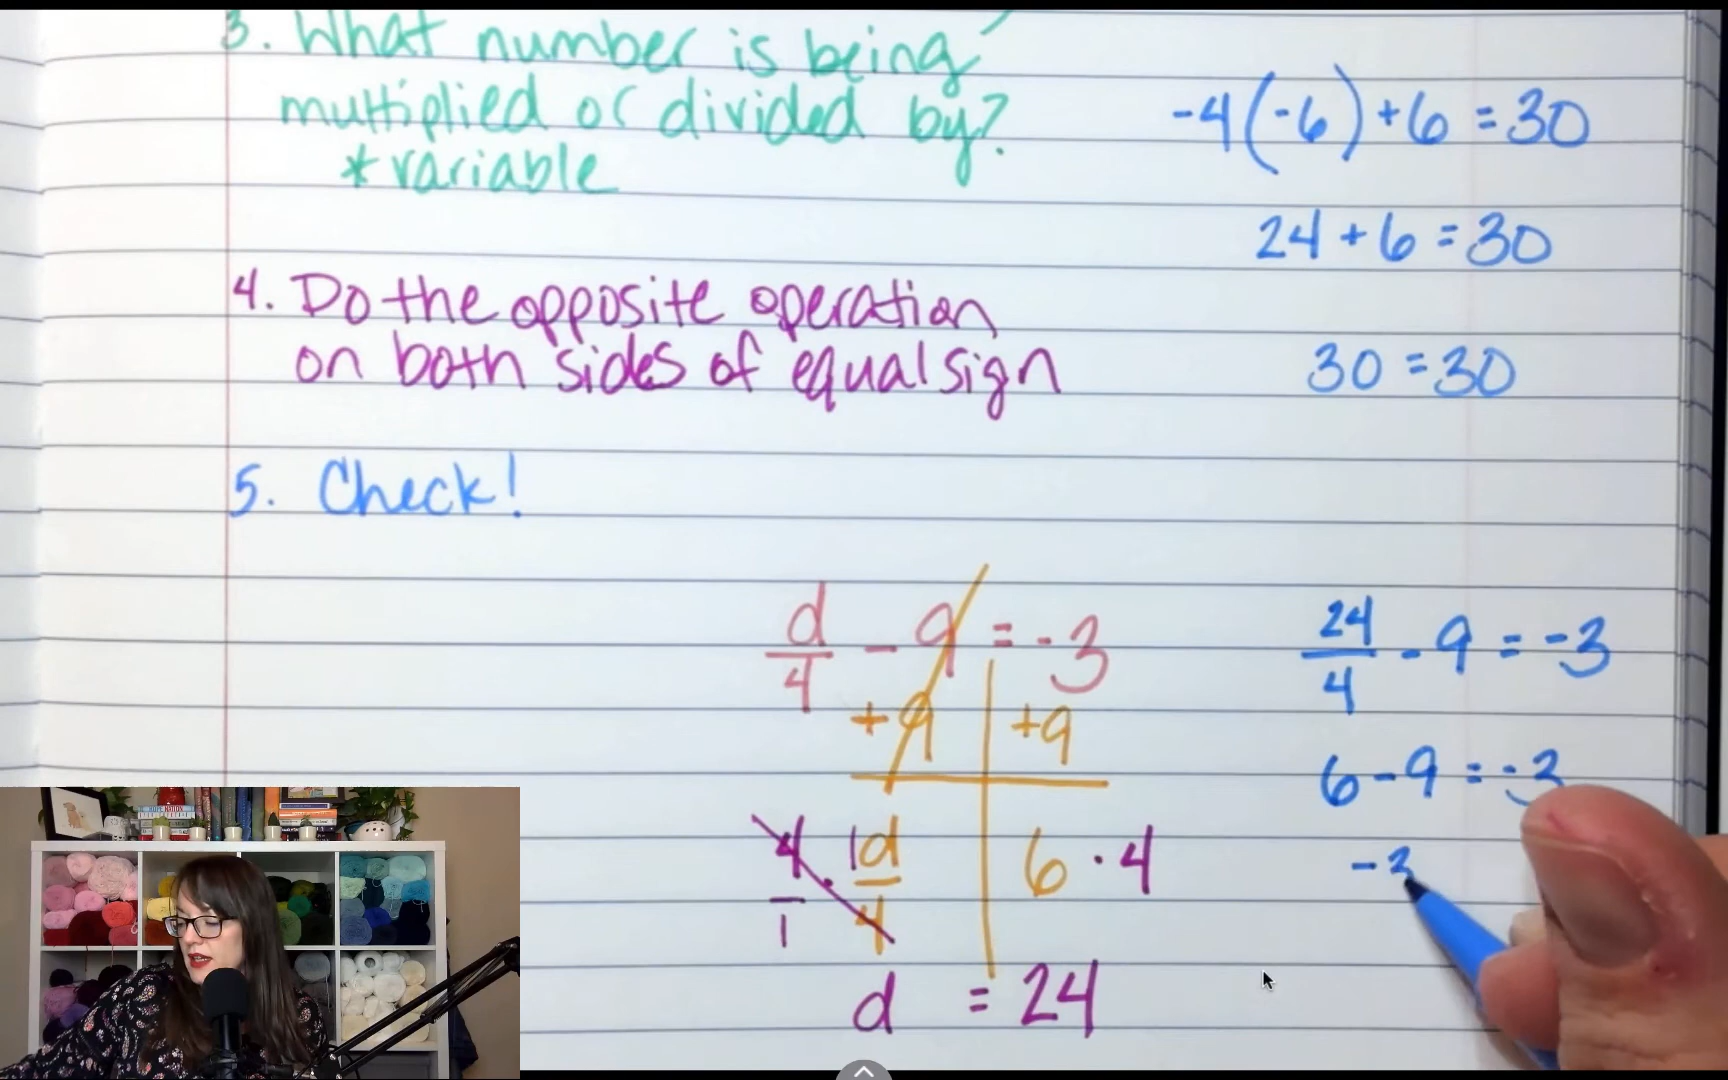 3. What number is being
multiplied or divided by?
* variable
4. Do the opposite operation
on both sides of equal sign
5. Check!
-4(-6)+6=30
24+6=30
30=30
d/4 - 9 = -3
+9 | +9
4/1 · 1d/4 | 6 · 4
d = 24
24/4 - 9 = -3
6-9=-3
-3